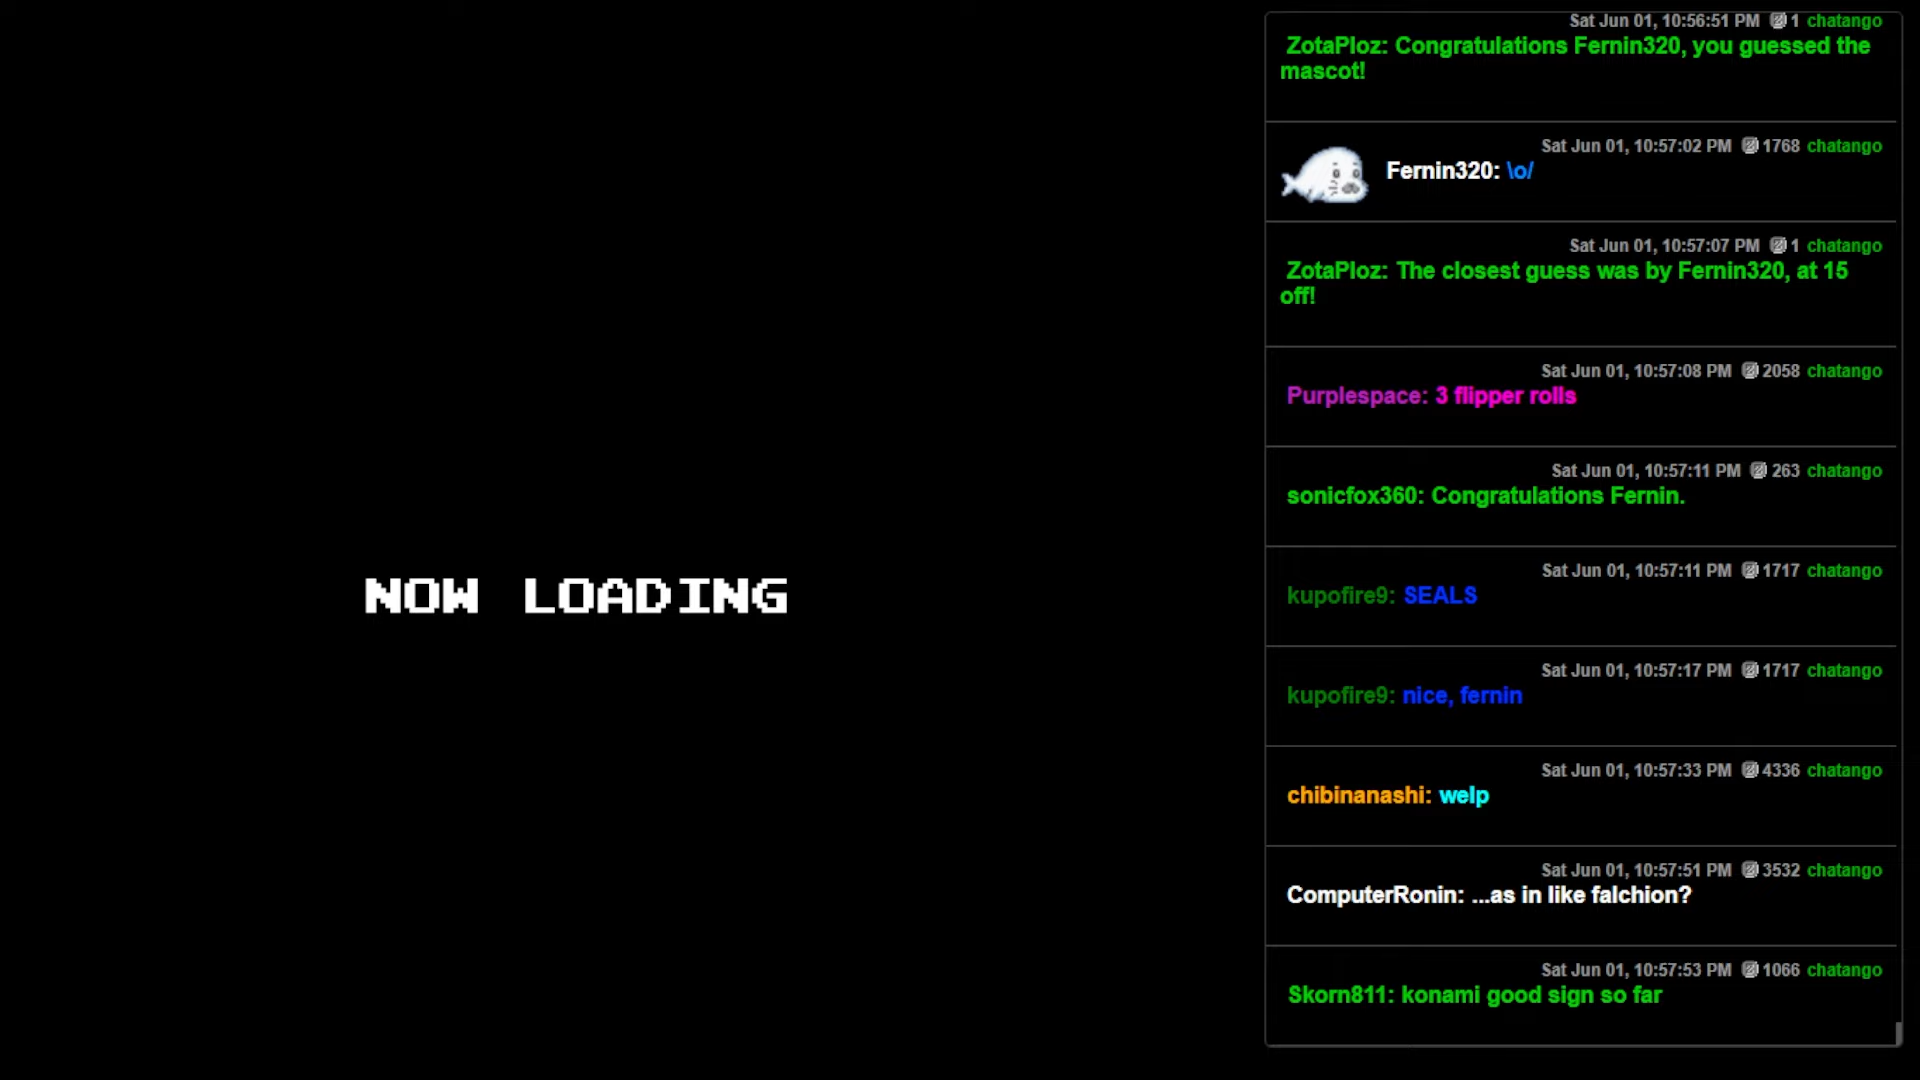 NOW LOADING
Sat Jun 01, 10:56:51 PM 1 chatango
ZotaPloz: Congratulations Fernin320, you guessed the
mascot!
Sat Jun 01, 10:57:02 PM 1768 chatango
Fernin320: \o/
Sat Jun 01, 10:57:07 PM 1 chatango
ZotaPloz: The closest guess was by Fernin320, at 15
off!
Sat Jun 01, 10:57:08 PM 2058 chatango
Purplespace: 3 flipper rolls
Sat Jun 01, 10:57:11 PM 263 chatango
sonicfox360: Congratulations Fernin.
Sat Jun 01, 10:57:11 PM 1717 chatango
kupofire9: SEALS
Sat Jun 01, 10:57:17 PM 1717 chatango
kupofire9: nice, fernin
Sat Jun 01, 10:57:33 PM 4336 chatango
chibinanashi: welp
Sat Jun 01, 10:57:51 PM 3532 chatango
ComputerRonin: ...as in like falchion?
Sat Jun 01, 10:57:53 PM 1066 chatango
Skorn811: konami good sign so far